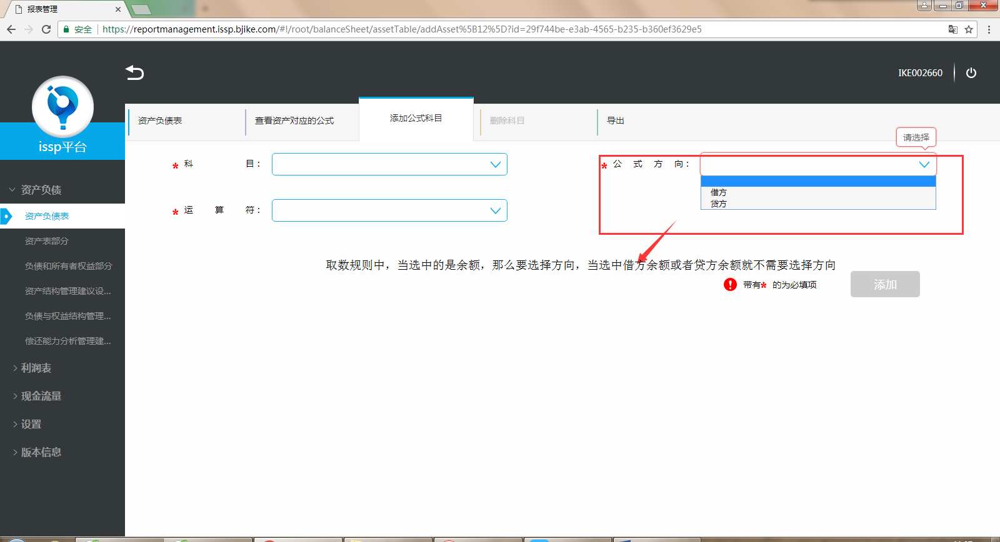 报表管理
安全
https://reportmanagement.issp.bjike.com/#!/root/balanceSheet/assetTable/addAsset%5B12%5D?id=29f744be-e3ab-4565-b235-b360ef3629e5
IKE002660
issp平台
资产负债表
查看资产对应的公式
添加公式科目
删除科目
导出
请选择
* 科 目：
* 公 式 方 向：
借方
贷方
* 运 算 符：
取数规则中，当选中的是余额，那么要选择方向，当选中借方余额或者贷方余额就不需要选择方向
带有* 的为必填项
添加
资产负债
资产负债表
资产表部分
负债和所有者权益部分
资产结构管理建议设...
负债与权益结构管理...
偿还能力分析管理建...
利润表
现金流量
设置
版本信息